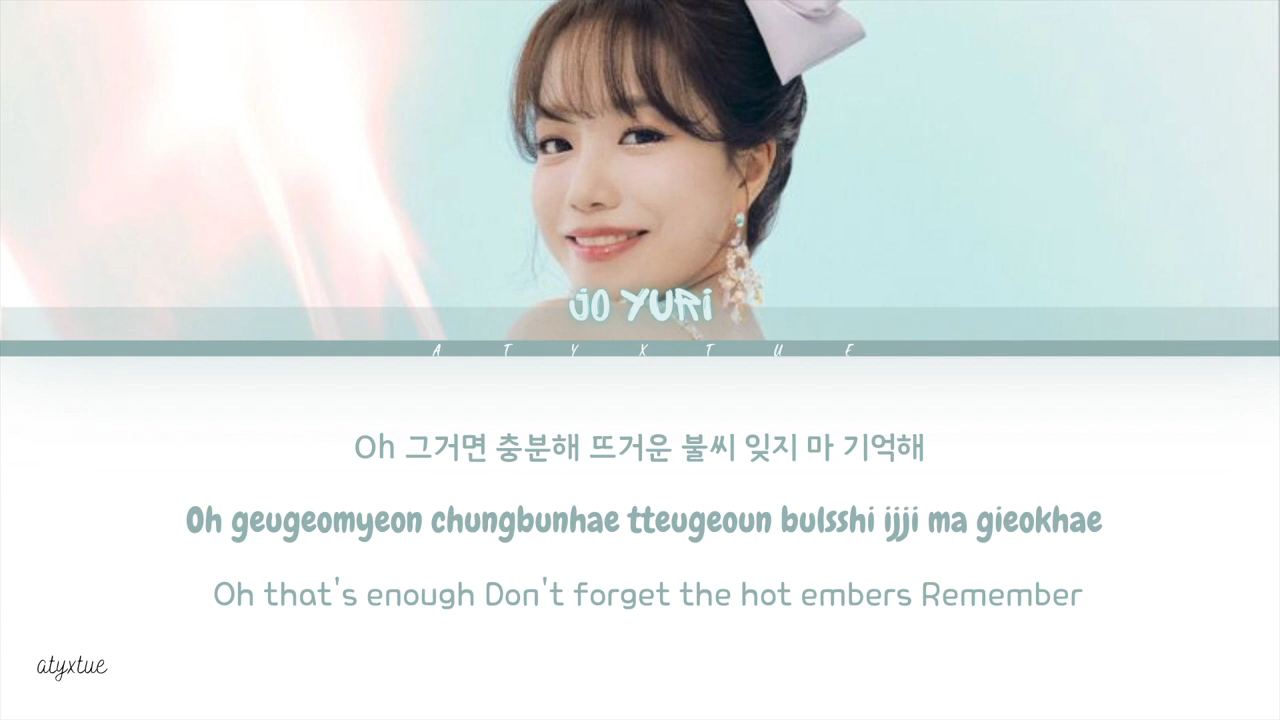 JO YURI
ATYXTUE
Oh 그거면 충분해 뜨거운 불씨 잊지 마 기억해
Oh geugeomyeon chungbunhae tteugeoun bulsshi ijji ma gieokhae
Oh that's enough Don't forget the hot embers Remember
atyxtue